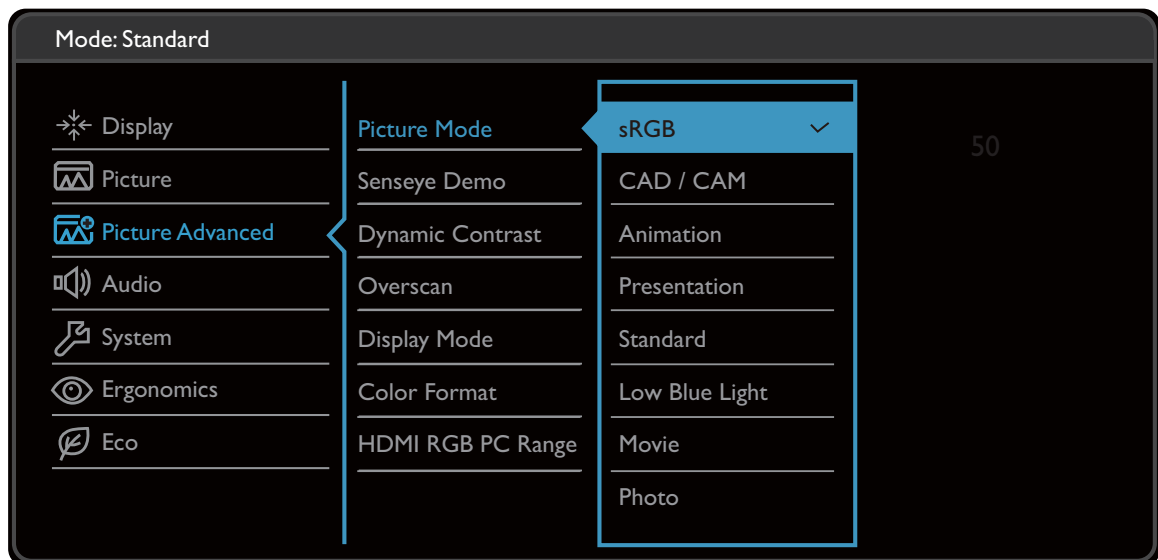 Mode: Standard
Display
Picture
Picture Advanced
Audio
System
Ergonomics
Eco
Picture Mode
Senseye Demo
Dynamic Contrast
Overscan
Display Mode
Color Format
HDMI RGB PC Range
sRGB
CAD / CAM
Animation
Presentation
Standard
Low Blue Light
Movie
Photo
50